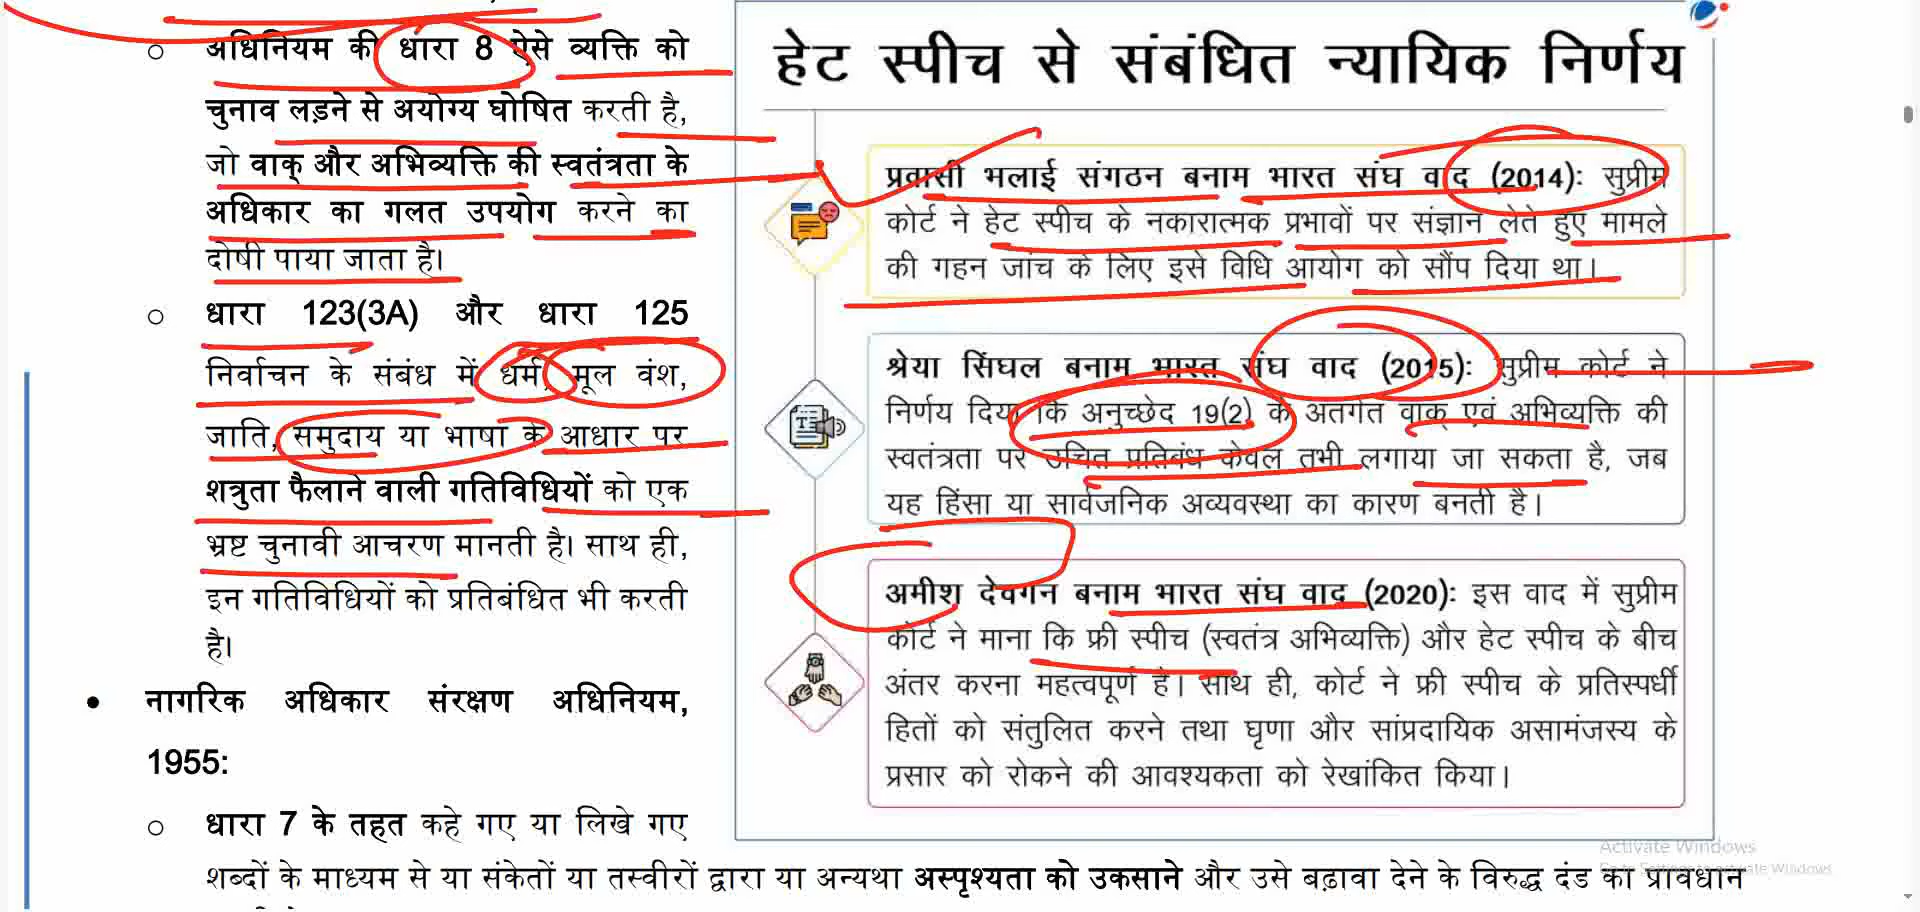 अधिनियम की धारा 8 ऐसे व्यक्ति को
चुनाव लड़ने से अयोग्य घोषित करती है,
जो वाक् और अभिव्यक्ति की स्वतंत्रता के
अधिकार का गलत उपयोग करने का
दोषी पाया जाता है।
धारा 123(3A) और धारा 125
निर्वाचन के संबंध में धर्म, मूल वंश,
जाति, समुदाय या भाषा के आधार पर
शत्रुता फैलाने वाली गतिविधियों को एक
भ्रष्ट चुनावी आचरण मानती है। साथ ही,
इन गतिविधियों को प्रतिबंधित भी करती
है।
नागरिक अधिकार संरक्षण अधिनियम,
1955:
धारा 7 के तहत कहे गए या लिखे गए
शब्दों के माध्यम से या संकेतों या तस्वीरों द्वारा या अन्यथा अस्पृश्यता को उकसाने और उसे बढ़ावा देने के विरुद्ध दंड का प्रावधान
हेट स्पीच से संबंधित न्यायिक निर्णय
प्रवासी भलाई संगठन बनाम भारत संघ वाद (2014): सुप्रीम
कोर्ट ने हेट स्पीच के नकारात्मक प्रभावों पर संज्ञान लेते हुए मामले
की गहन जांच के लिए इसे विधि आयोग को सौंप दिया था।
श्रेया सिंघल बनाम भारत संघ वाद (2015): सुप्रीम कोर्ट ने
निर्णय दिया कि अनुच्छेद 19(2) के अंतर्गत वाक् एवं अभिव्यक्ति की
स्वतंत्रता पर उचित प्रतिबंध केवल तभी लगाया जा सकता है, जब
यह हिंसा या सार्वजनिक अव्यवस्था का कारण बनती है।
अमीश देवगन बनाम भारत संघ वाद (2020): इस वाद में सुप्रीम
कोर्ट ने माना कि फ्री स्पीच (स्वतंत्र अभिव्यक्ति) और हेट स्पीच के बीच
अंतर करना महत्वपूर्ण है। साथ ही, कोर्ट ने फ्री स्पीच के प्रतिस्पर्धी
हितों को संतुलित करने तथा घृणा और सांप्रदायिक असामंजस्य के
प्रसार को रोकने की आवश्यकता को रेखांकित किया।
Activate Windows
Go to Settings to activate Windows.